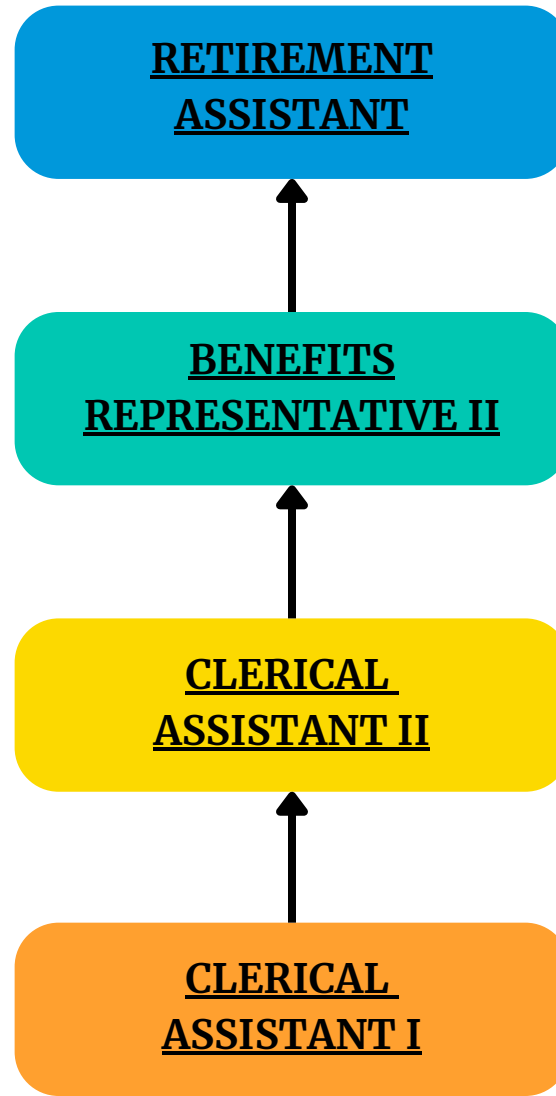 RETIREMENT
ASSISTANT
BENEFITS
REPRESENTATIVE II
CLERICAL
ASSISTANT II
CLERICAL
ASSISTANT I